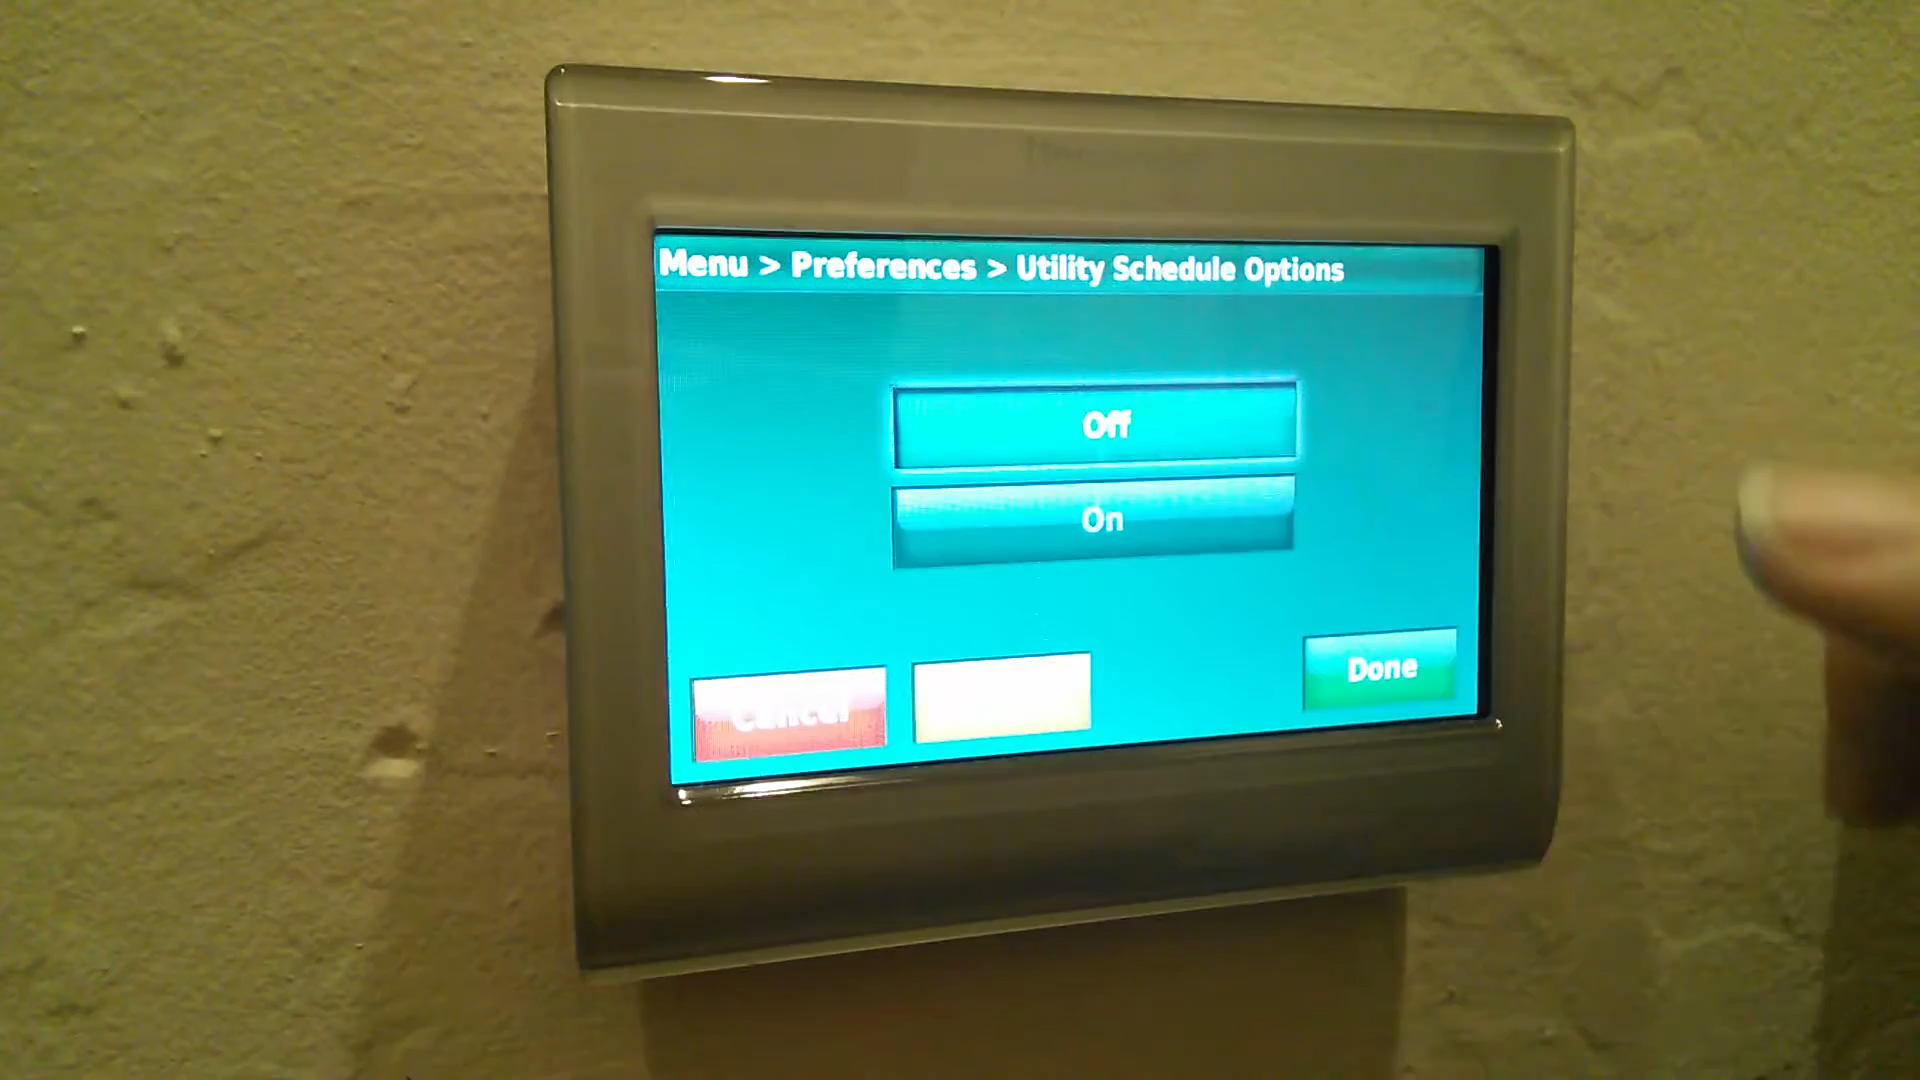 Menu > Preferences > Utility Schedule Options
Off
On
Cancel
Done